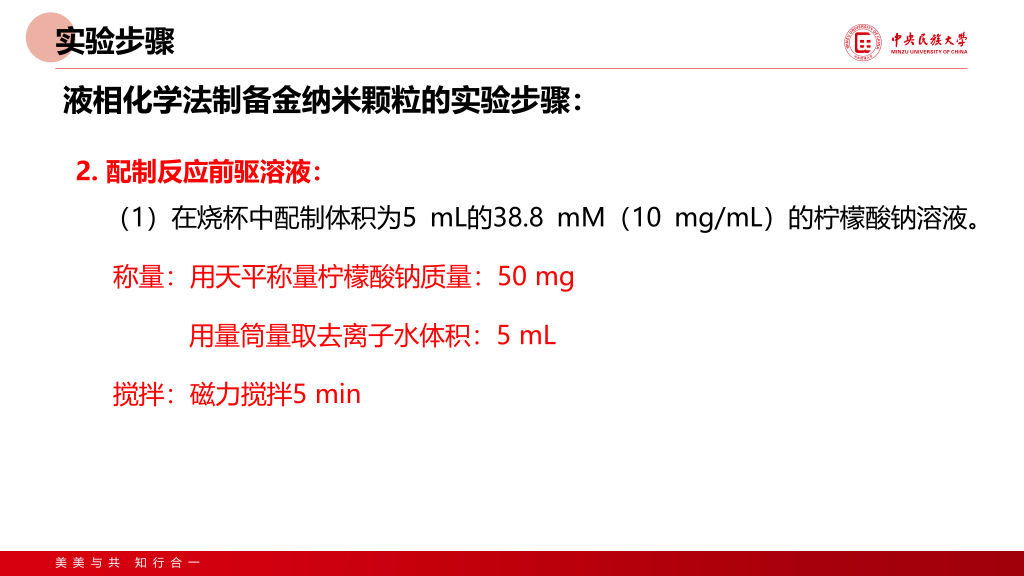 实验步骤
中央民族大学
MINZU UNIVERSITY OF CHINA
液相化学法制备金纳米颗粒的实验步骤：
2. 配制反应前驱溶液：
（1）在烧杯中配制体积为5 mL的38.8 mM（10 mg/mL）的柠檬酸钠溶液。
称量：用天平称量柠檬酸钠质量：50 mg
用量筒量取去离子水体积：5 mL
搅拌：磁力搅拌5 min
美美与共 知行合一